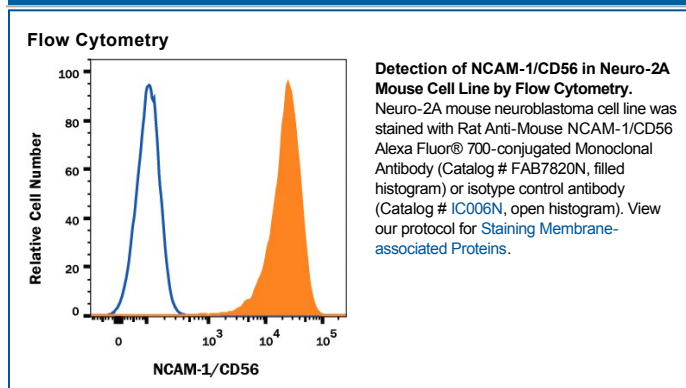 Flow Cytometry
100
80
60
40
20
0
Relative Cell Number
0
10³
10⁴
10⁵
NCAM-1/CD56
Detection of NCAM-1/CD56 in Neuro-2A
Mouse Cell Line by Flow Cytometry.
Neuro-2A mouse neuroblastoma cell line was
stained with Rat Anti-Mouse NCAM-1/CD56
Alexa Fluor® 700-conjugated Monoclonal
Antibody (Catalog # FAB7820N, filled
histogram) or isotype control antibody
(Catalog # IC006N, open histogram). View
our protocol for Staining Membrane-
associated Proteins.